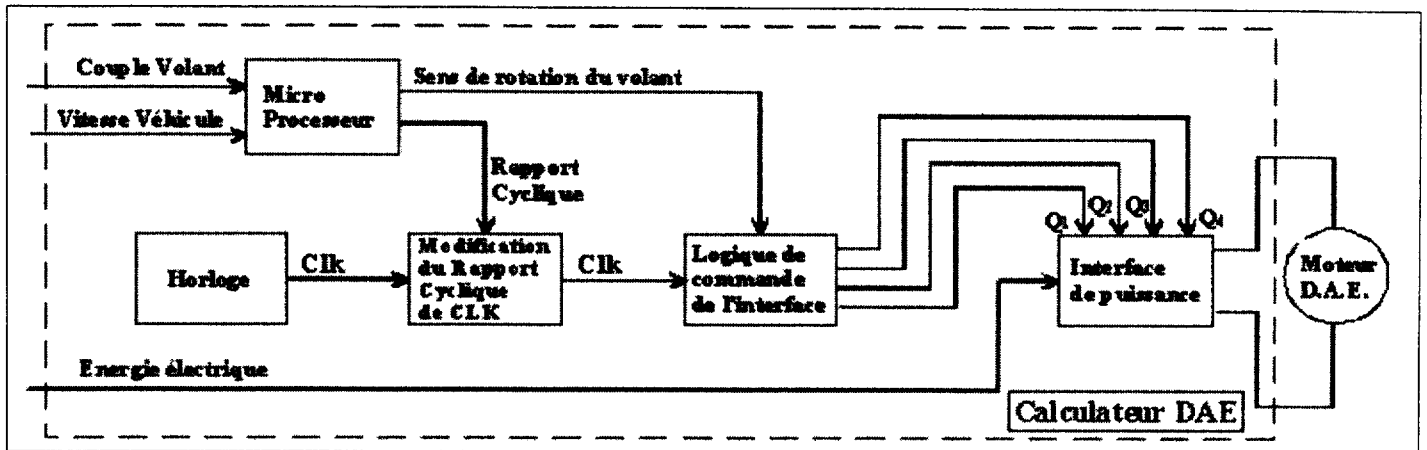 Couple Volant
Vitesse Véhicule
Micro
Processeur
Sens de rotation du volant
Rapport
Cyclique
Horloge
Clk
Modification
du Rapport
Cyclique
de CLK
Clk
Logique de
commande
de l'interface
Q1
Q2
Q3
Q4
Interface
de puissance
Moteur
D.A.E.
Energie électrique
Calculateur DAE